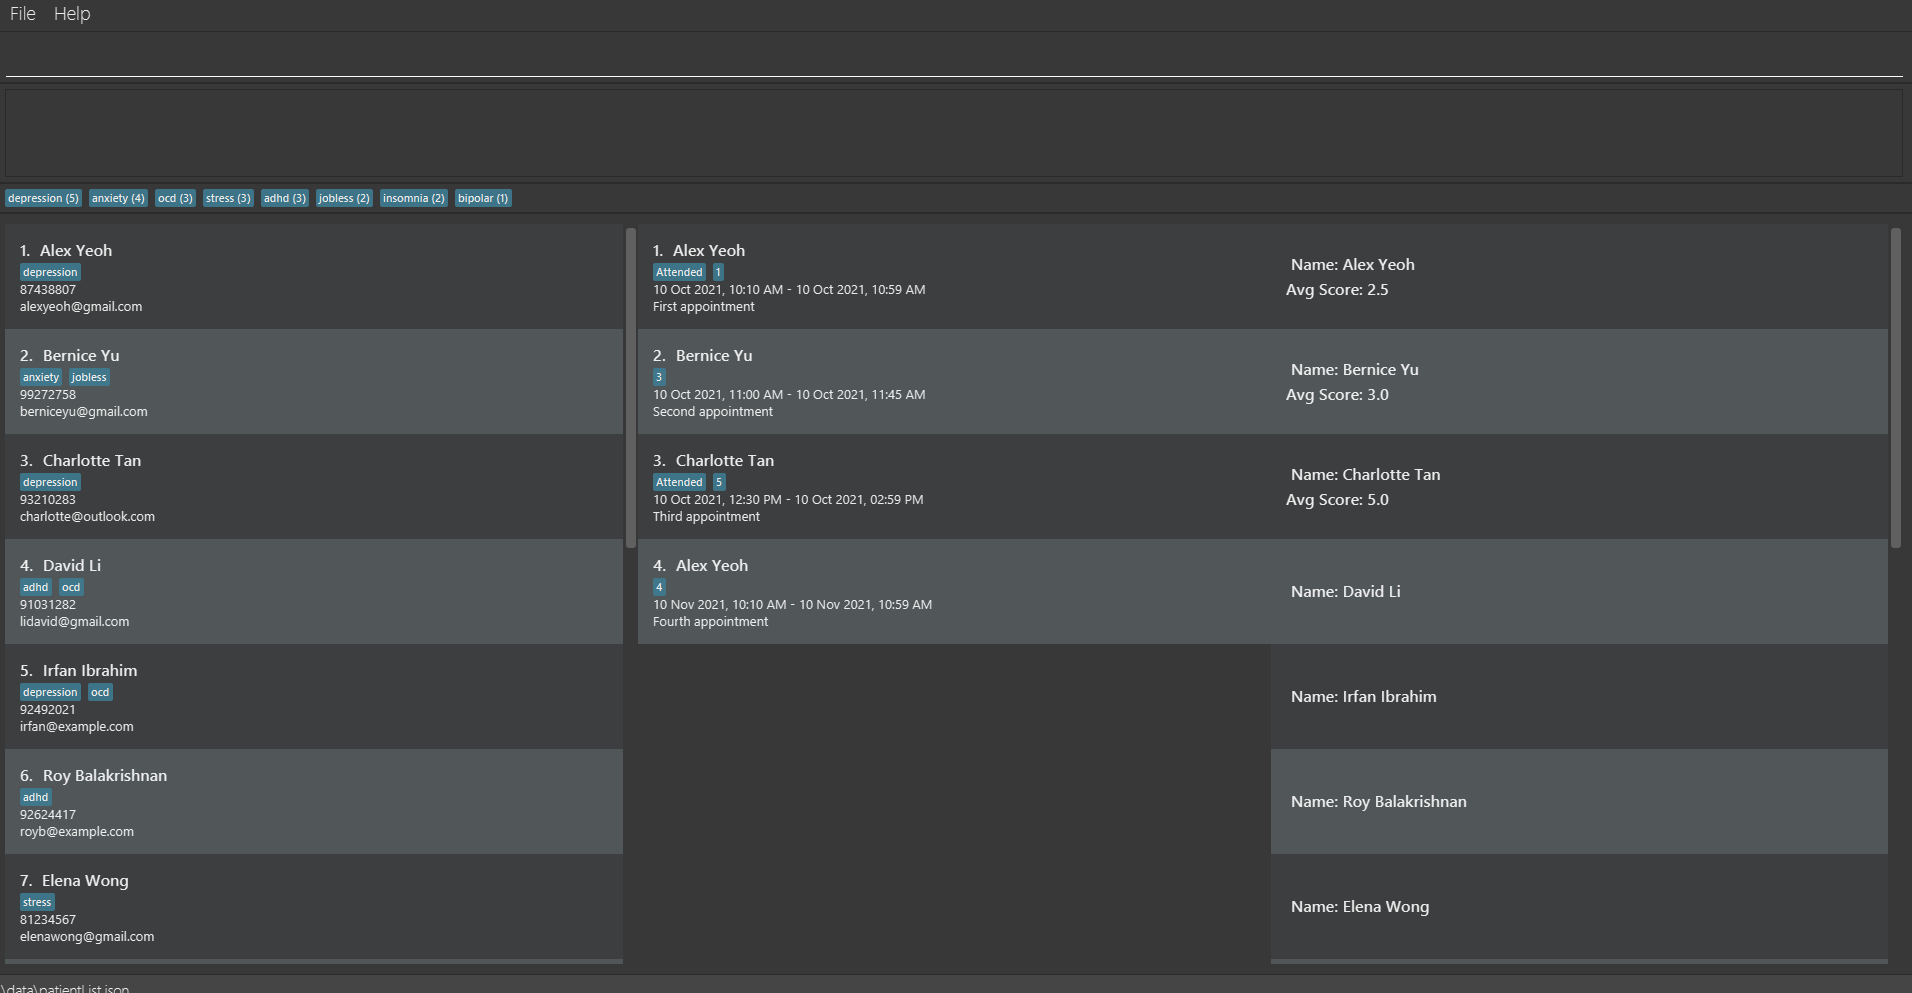 File Help
depression (5) anxiety (4) ocd (3) stress (3) adhd (3) jobless (2) insomnia (2) bipolar (1)
1. Alex Yeoh
depression
87438807
alexyeoh@gmail.com
2. Bernice Yu
anxiety jobless
99272758
berniceyu@gmail.com
3. Charlotte Tan
depression
93210283
charlotte@outlook.com
4. David Li
adhd ocd
91031282
lidavid@gmail.com
5. Irfan Ibrahim
depression ocd
92492021
irfan@example.com
6. Roy Balakrishnan
adhd
92624417
royb@example.com
7. Elena Wong
stress
81234567
elenawong@gmail.com
1. Alex Yeoh
Attended 1
10 Oct 2021, 10:10 AM - 10 Oct 2021, 10:59 AM
First appointment
2. Bernice Yu
3
10 Oct 2021, 11:00 AM - 10 Oct 2021, 11:45 AM
Second appointment
3. Charlotte Tan
Attended 5
10 Oct 2021, 12:30 PM - 10 Oct 2021, 02:59 PM
Third appointment
4. Alex Yeoh
4
10 Nov 2021, 10:10 AM - 10 Nov 2021, 10:59 AM
Fourth appointment
Name: Alex Yeoh
Avg Score: 2.5
Name: Bernice Yu
Avg Score: 3.0
Name: Charlotte Tan
Avg Score: 5.0
Name: David Li
Name: Irfan Ibrahim
Name: Roy Balakrishnan
Name: Elena Wong
\data\patientList.json